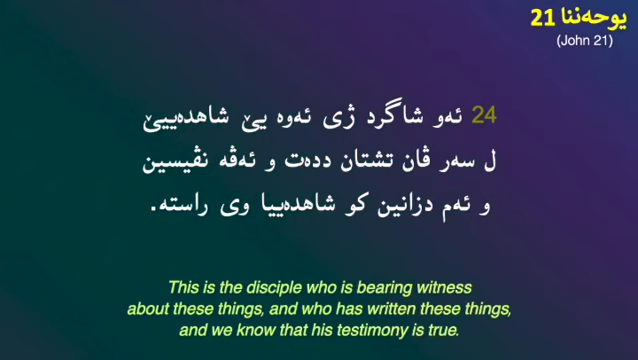 یوحەننا 21
(John 21)
24 ئەو شاگرد ژی ئەوە یێ شاهدەییێ
ل سەر ڤان تشتان ددەت و ئەڤە نڤیسین
و ئەم دزانین کو شاهدەییا وی راستە.
This is the disciple who is bearing witness
about these things, and who has written these things,
and we know that his testimony is true.